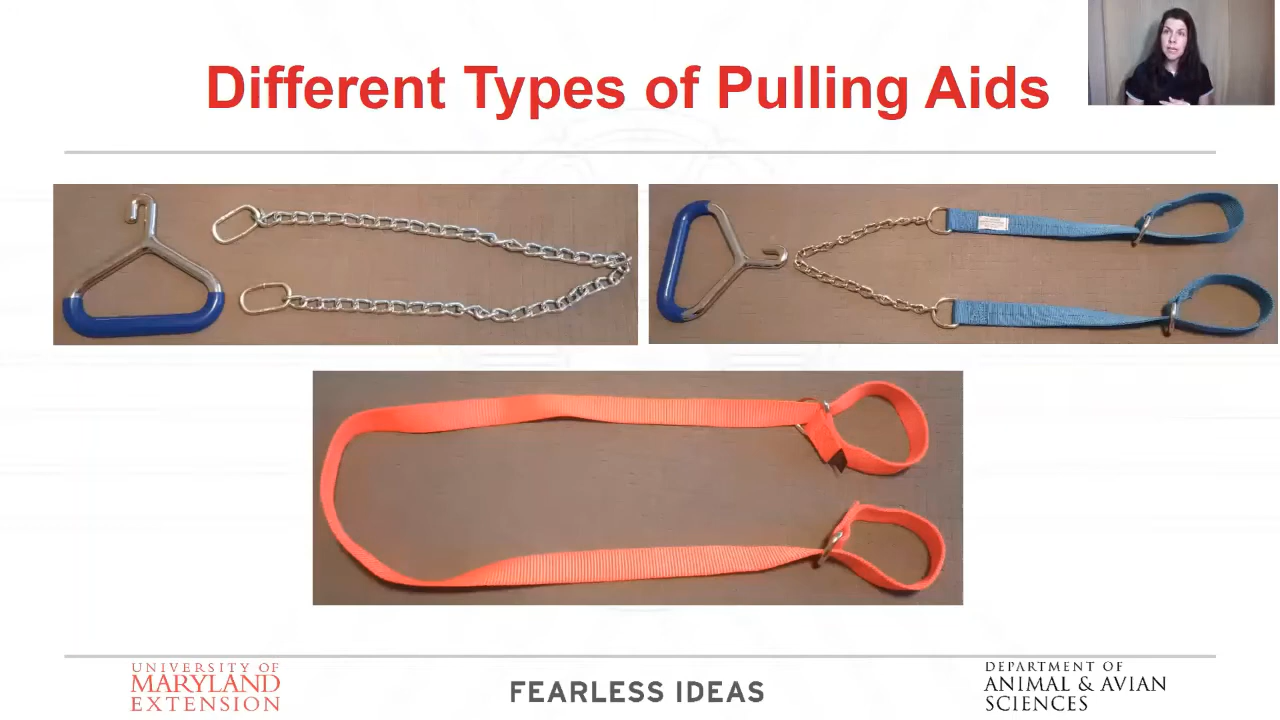 Different Types of Pulling Aids
UNIVERSITY OF
MARYLAND
EXTENSION
FEARLESS IDEAS
DEPARTMENT OF
ANIMAL & AVIAN
SCIENCES